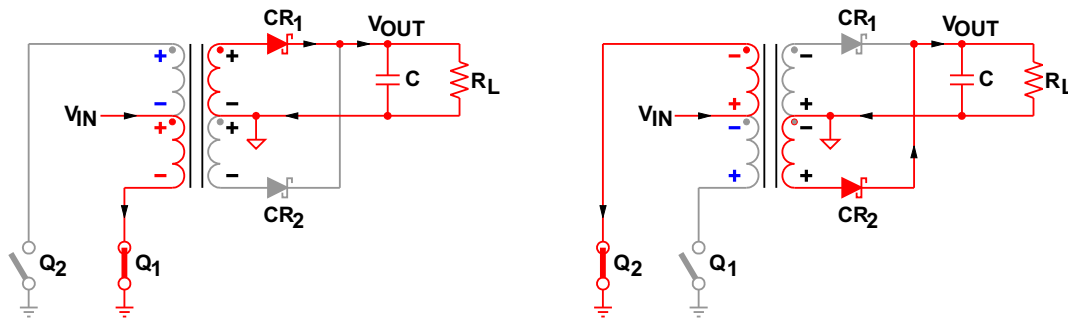 CR1
VOUT
+ +
C
RL
− −
VIN
+ +
− −
CR2
Q2
Q1
CR1
VOUT
− −
C
RL
+ +
VIN
− −
+ +
CR2
Q2
Q1